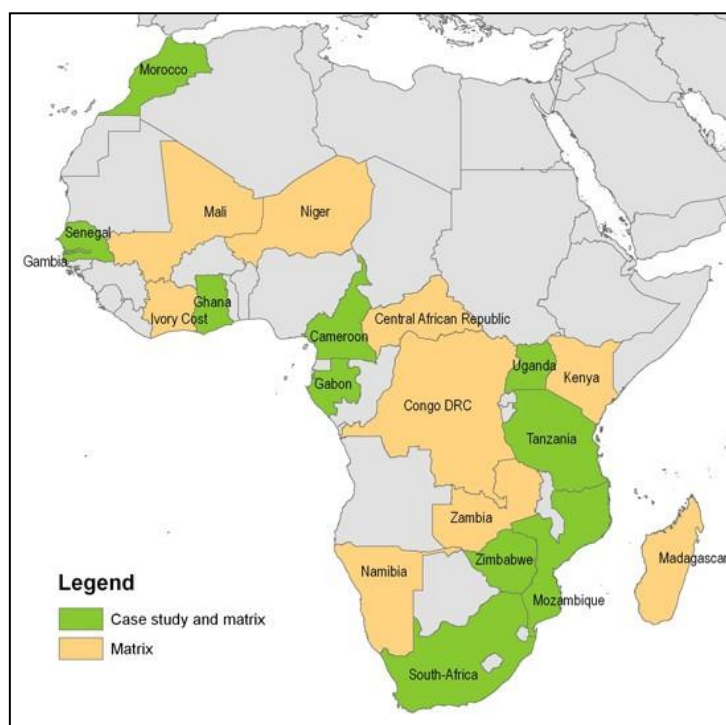 Morocco
Mali
Niger
Senegal
Gambia
Ghana
Ivory Cost
Cameroon
Central African Republic
Gabon
Uganda
Kenya
Congo DRC
Tanzania
Zambia
Madagascar
Zimbabwe
Namibia
Mozambique
South-Africa
Legend
Case study and matrix
Matrix